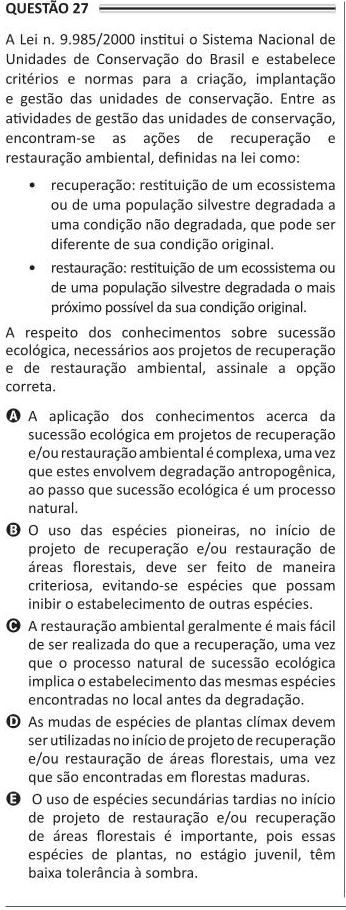 QUESTÃO 27
A Lei n. 9.985/2000 institui o Sistema Nacional de
Unidades de Conservação do Brasil e estabelece
critérios e normas para a criação, implantação
e gestão das unidades de conservação. Entre as
atividades de gestão das unidades de conservação,
encontram-se as ações de recuperação e
restauração ambiental, definidas na lei como:
• recuperação: restituição de um ecossistema
ou de uma população silvestre degradada a
uma condição não degradada, que pode ser
diferente de sua condição original.
• restauração: restituição de um ecossistema ou
de uma população silvestre degradada o mais
próximo possível da sua condição original.
A respeito dos conhecimentos sobre sucessão
ecológica, necessários aos projetos de recuperação
e de restauração ambiental, assinale a opção
correta.
A A aplicação dos conhecimentos acerca da
sucessão ecológica em projetos de recuperação
e/ou restauração ambiental é complexa, uma vez
que estes envolvem degradação antropogênica,
ao passo que sucessão ecológica é um processo
natural.
B O uso das espécies pioneiras, no início de
projeto de recuperação e/ou restauração de
áreas florestais, deve ser feito de maneira
criteriosa, evitando-se espécies que possam
inibir o estabelecimento de outras espécies.
C A restauração ambiental geralmente é mais fácil
de ser realizada do que a recuperação, uma vez
que o processo natural de sucessão ecológica
implica o estabelecimento das mesmas espécies
encontradas no local antes da degradação.
D As mudas de espécies de plantas clímax devem
ser utilizadas no início de projeto de recuperação
e/ou restauração de áreas florestais, uma vez
que são encontradas em florestas maduras.
E O uso de espécies secundárias tardias no início
de projeto de restauração e/ou recuperação
de áreas florestais é importante, pois essas
espécies de plantas, no estágio juvenil, têm
baixa tolerância à sombra.